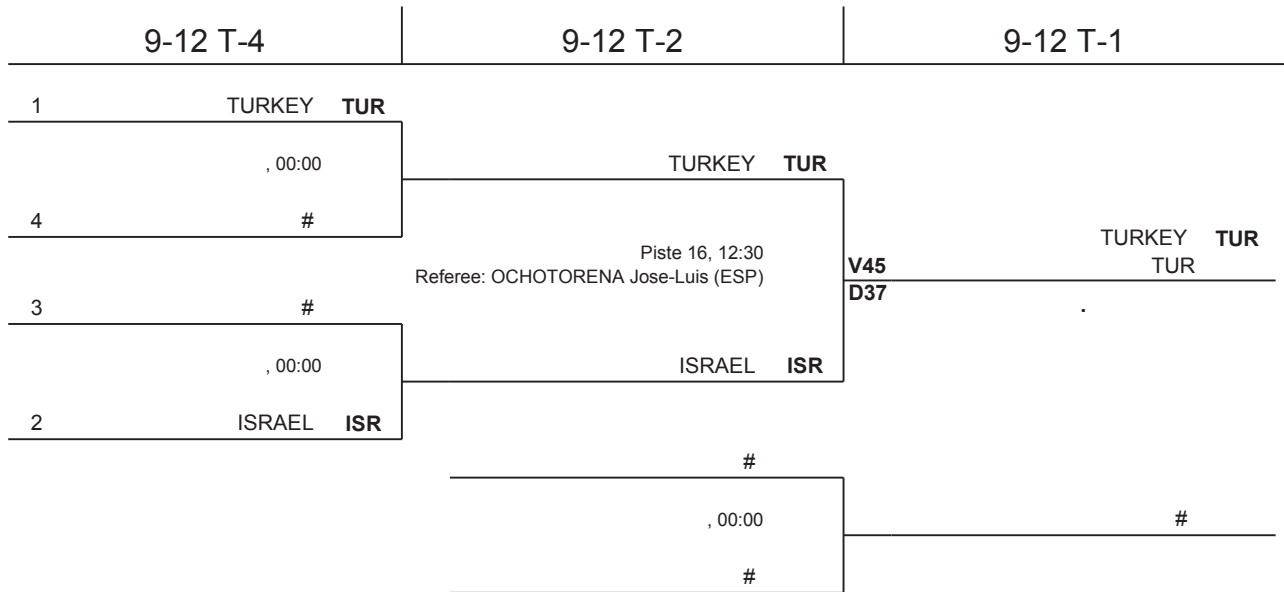 9-12 T-4 9-12 T-2 9-12 T-1
1 TURKEY TUR
, 00:00
TURKEY TUR
4 #
TURKEY TUR
Piste 16, 12:30
Referee: OCHOTORENA Jose-Luis (ESP)
V45 TUR
D37 .
3 #
, 00:00
ISRAEL ISR
2 ISRAEL ISR
#
, 00:00
#
#